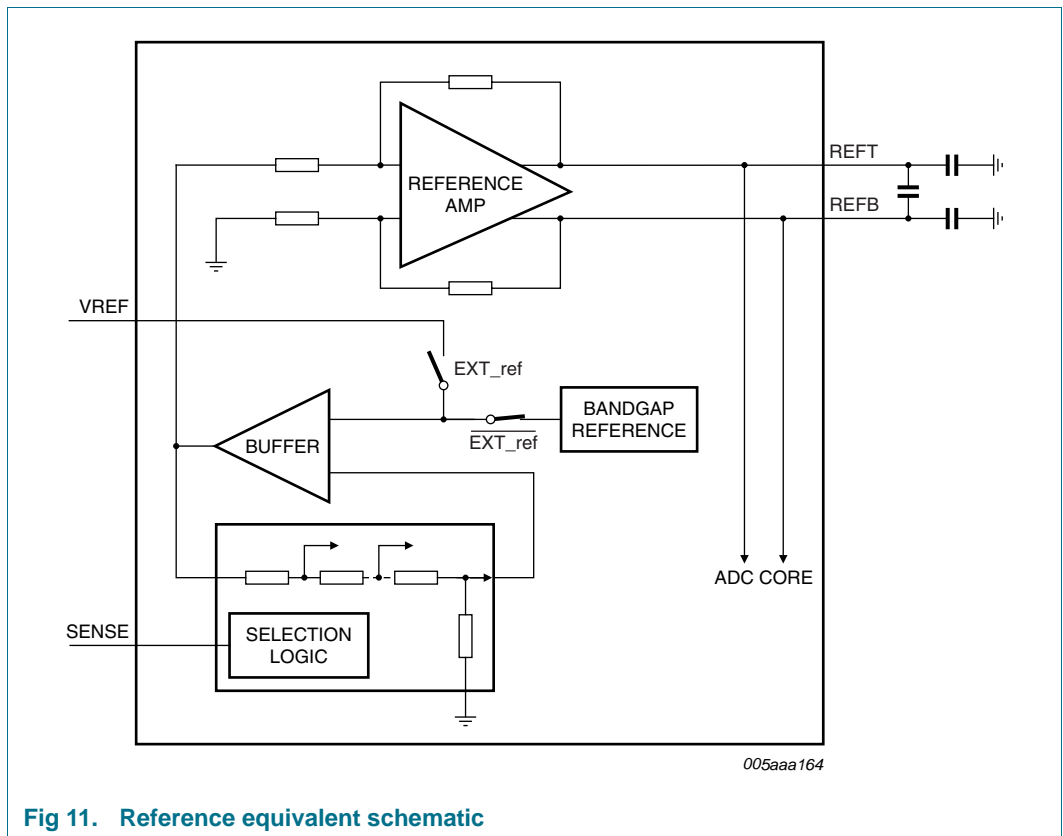 REFERENCE
AMP
REFT
REFB
VREF
EXT_ref
BUFFER
EXT_ref
BANDGAP
REFERENCE
ADC CORE
SENSE
SELECTION
LOGIC
005aaa164
Fig 11. Reference equivalent schematic